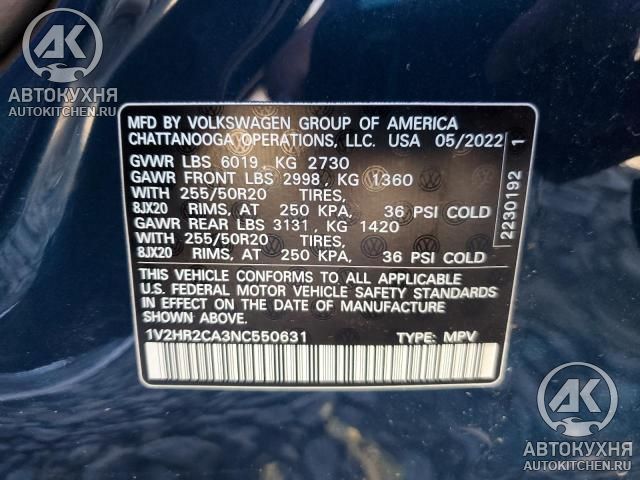 AK
АВТОКУХНЯ
AUTOKITCHEN.RU
MFD BY VOLKSWAGEN GROUP OF AMERICA
CHATTANOOGA OPERATIONS, LLC. USA 05/2022
GVWR LBS 6019, KG 2730
GAWR FRONT LBS 2998, KG 1360
WITH 255/50R20 TIRES,
8JX20 RIMS, AT 250 KPA, 36 PSI COLD
GAWR REAR LBS 3131, KG 1420
WITH 255/50R20 TIRES,
8JX20 RIMS, AT 250 KPA, 36 PSI COLD
THIS VEHICLE CONFORMS TO ALL APPLICABLE
U.S. FEDERAL MOTOR VEHICLE SAFETY STANDARDS
IN EFFECT ON THE DATE OF MANUFACTURE
SHOWN ABOVE.
1V2HR2CA3NC550631 TYPE: MPV
2230192 1
AK
АВТОКУХНЯ
AUTOKITCHEN.RU